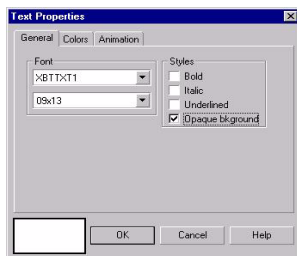 Text Properties
General Colors Animation
Font
XBTTXT1
09x13
Styles
Bold
Italic
Underlined
Opaque bkground
OK Cancel Help